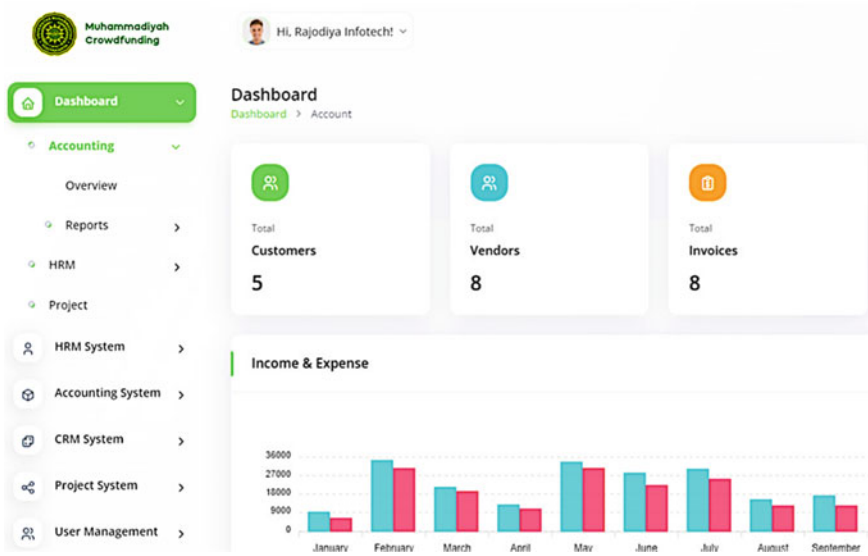 Muhammadiyah
Crowdfunding
Hi, Rajodiya Infotech!
Dashboard
Accounting
Overview
Reports
HRM
Project
HRM System
Accounting System
CRM System
Project System
User Management
Dashboard
Dashboard > Account
Total
Customers
5
Total
Vendors
8
Total
Invoices
8
Income & Expense
36000
27000
18000
9000
0
January February March April May June July August September